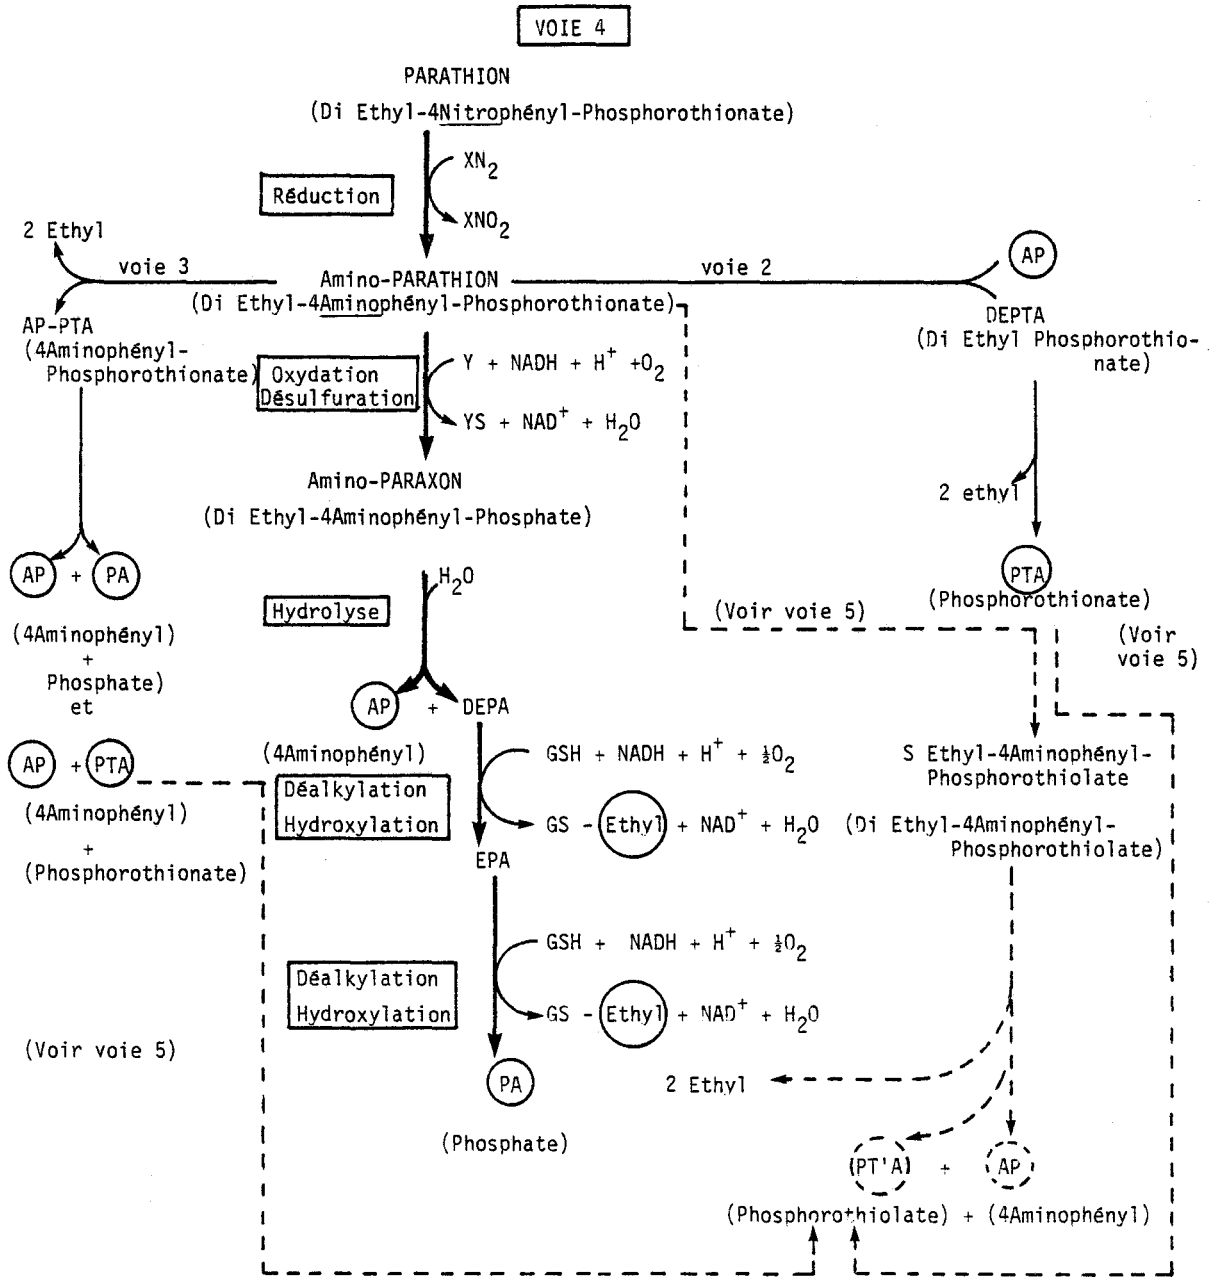 VOIE 4
PARATHION
(Di Ethyl-4Nitrophényl-Phosphorothionate)
XN2
Réduction
XNO2
2 Ethyl
voie 3
Amino-PARATHION
voie 2
AP
(Di Ethyl-4Aminophényl-Phosphorothionate)
AP-PTA
(4Aminophényl-
Phosphorothionate)
DEPTA
(Di Ethyl Phosphorothio-
nate)
Oxydation
Désulfuration
Y + NADH + H+ +O2
YS + NAD+ + H2O
Amino-PARAXON
(Di Ethyl-4Aminophényl-Phosphate)
2 ethyl
AP + PA
H2O
PTA
(Phosphorothionate)
Hydrolyse
(Voir voie 5)
(Voir
voie 5)
(4Aminophényl)
+
Phosphate)
et
AP + DEPA
AP + PTA
(4Aminophényl)
+
(Phosphorothionate)
(4Aminophényl)
Déalkylation
Hydroxylation
GSH + NADH + H+ + ½O2
GS - Ethyl + NAD+ + H2O
S Ethyl-4Aminophényl-
Phosphorothiolate
(Di Ethyl-4Aminophényl-
Phosphorothiolate)
EPA
Déalkylation
Hydroxylation
GSH + NADH + H+ + ½O2
GS - Ethyl + NAD+ + H2O
(Voir voie 5)
PA
(Phosphate)
2 Ethyl
(PT'A) + AP
(Phosphorothiolate) + (4Aminophényl)